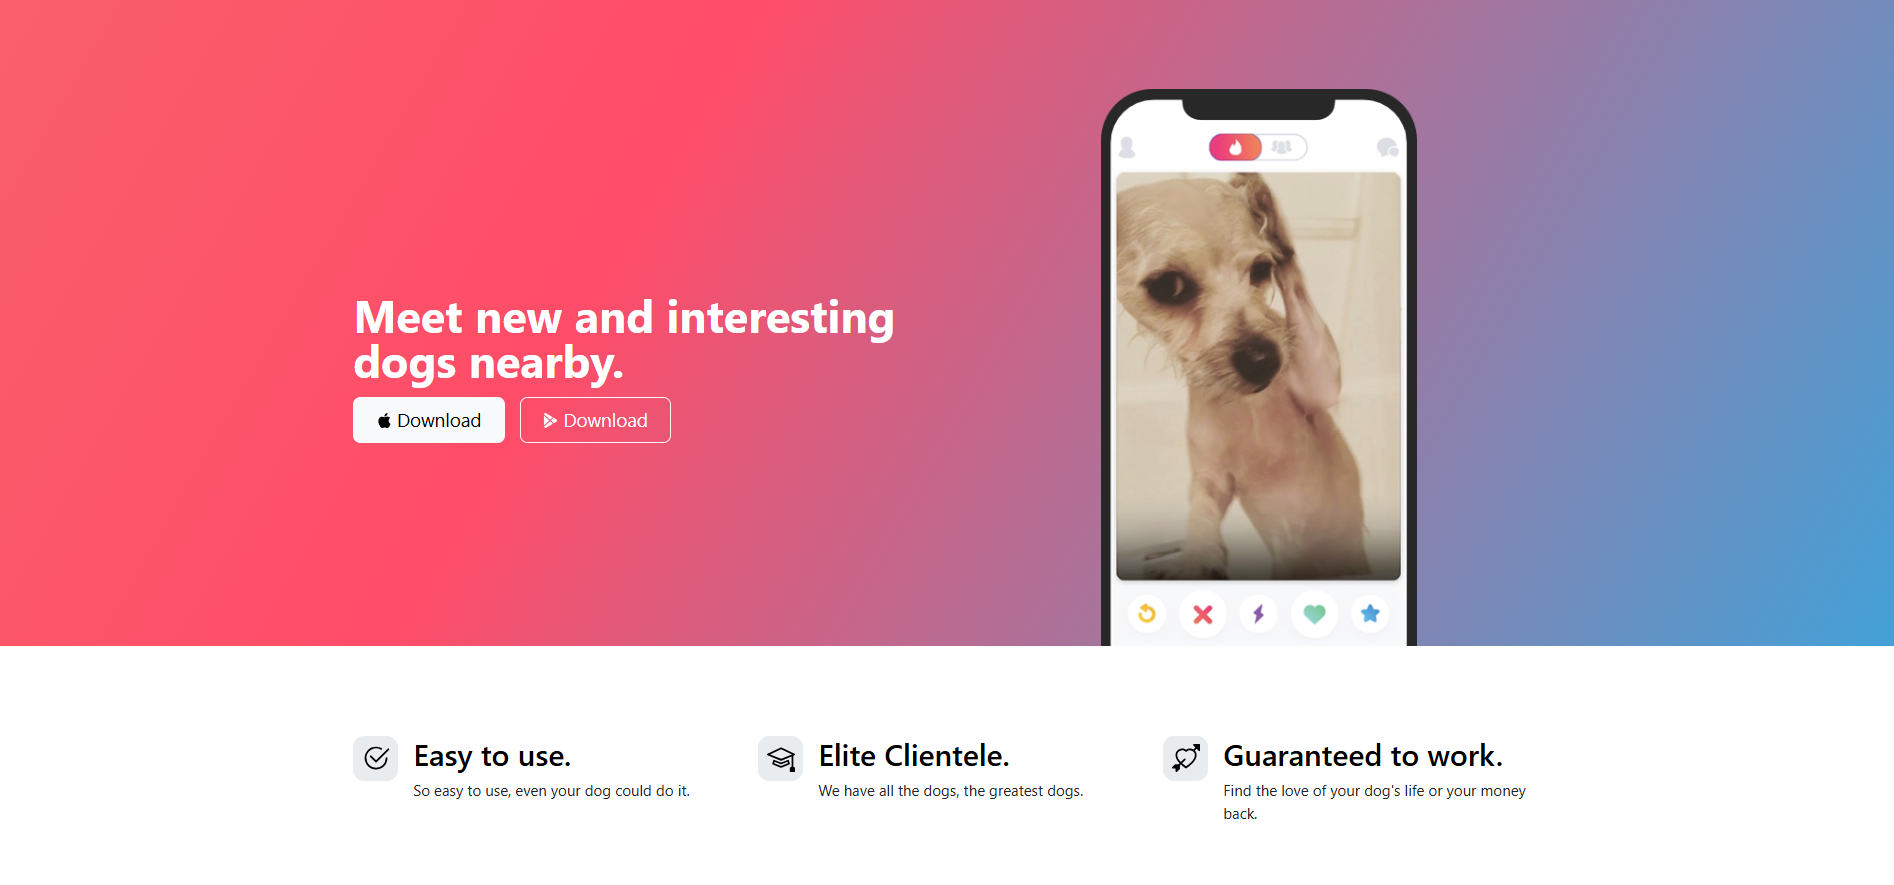 Meet new and interesting
dogs nearby.
Download
Download
Easy to use.
So easy to use, even your dog could do it.
Elite Clientele.
We have all the dogs, the greatest dogs.
Guaranteed to work.
Find the love of your dog's life or your money
back.